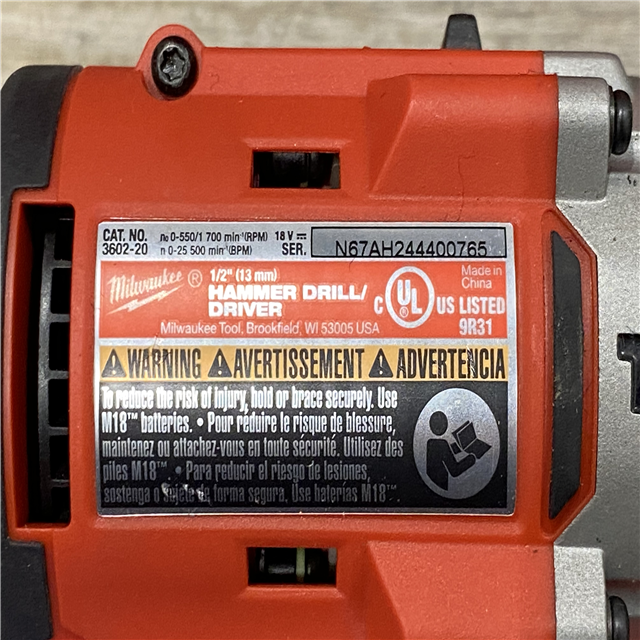 CAT. NO. n₀ 0-550/1 700 min⁻¹(RPM) 18 V⎓
3602-20 n 0-25 500 min⁻¹(BPM) SER. N67AH244400765
Milwaukee ®
1/2" (13 mm)
HAMMER DRILL/
DRIVER
Milwaukee Tool, Brookfield, WI 53005 USA
C UL ® US LISTED
9R31
Made in
China
WARNING AVERTISSEMENT ADVERTENCIA
To reduce the risk of injury, hold or brace securely. Use
M18™ batteries. • Pour réduire le risque de blessure,
maintenez ou attachez-vous en toute sécurité. Utilisez des
piles M18™. • Para reducir el riesgo de lesiones,
sostenga o sujete de forma segura. Use baterías M18™.